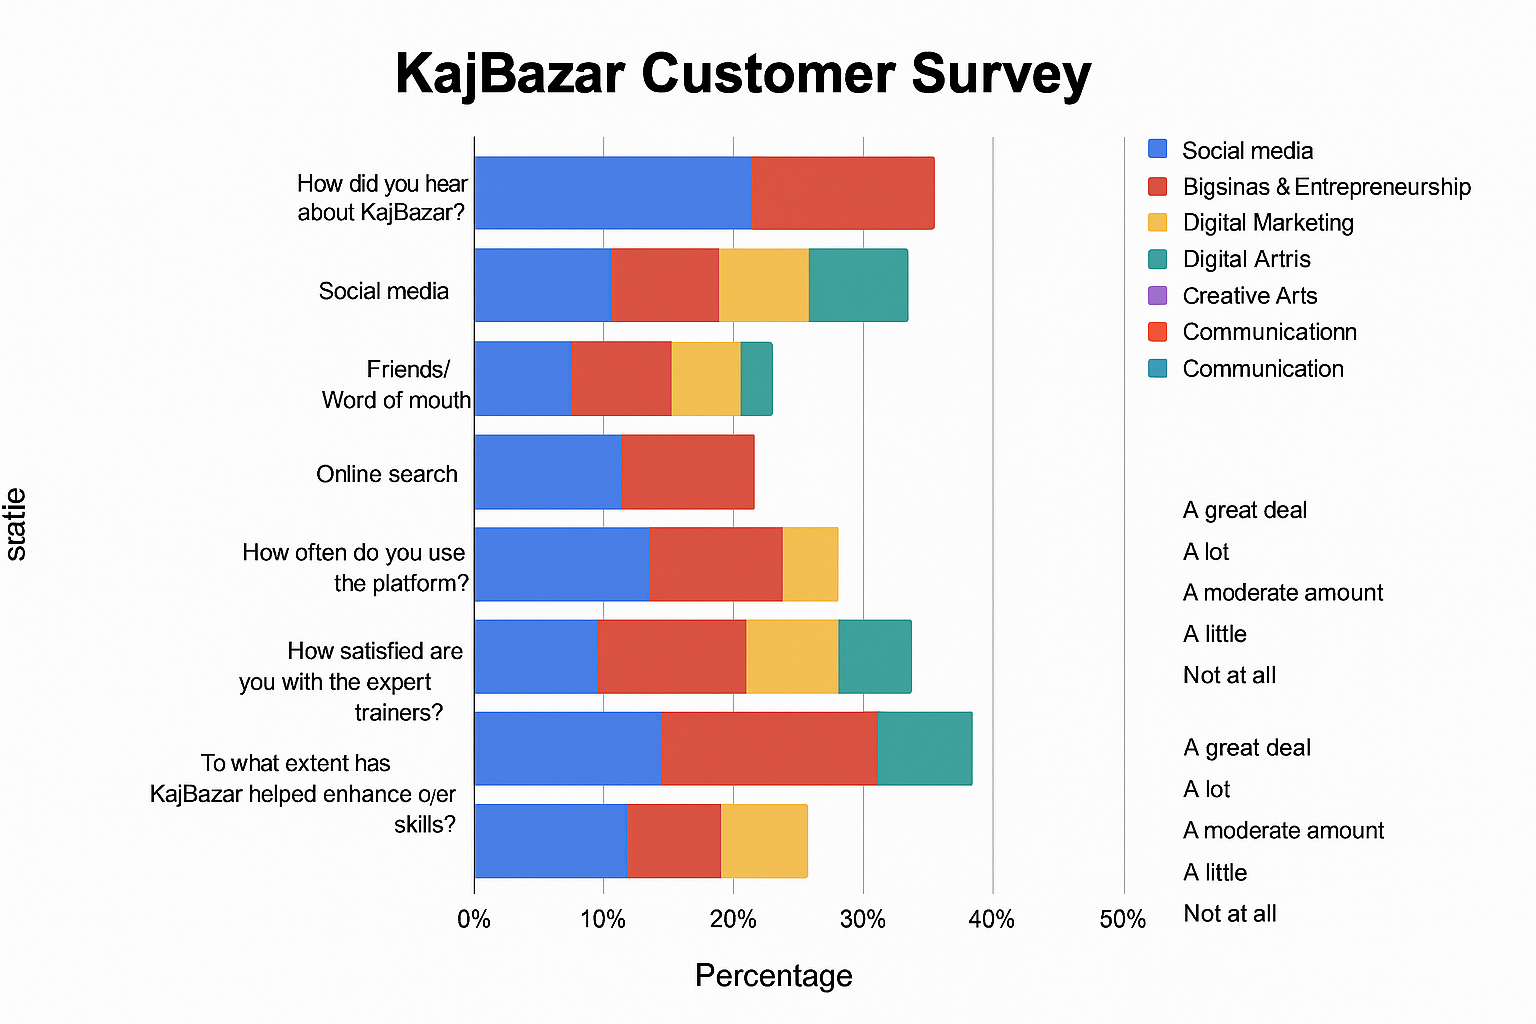 KajBazar Customer Survey
How did you hear
about KajBazar?
Social media
Friends/
Word of mouth
Online search
How often do you use
the platform?
How satisfied are
you with the expert
trainers?
To what extent has
KajBazar helped enhance o/er
skills?
statie
0% 10% 20% 30% 40% 50%
Percentage
Social media
Bigsinas & Entrepreneurship
Digital Marketing
Digital Artris
Creative Arts
Communicationn
Communication
A great deal
A lot
A moderate amount
A little
Not at all
A great deal
A lot
A moderate amount
A little
Not at all